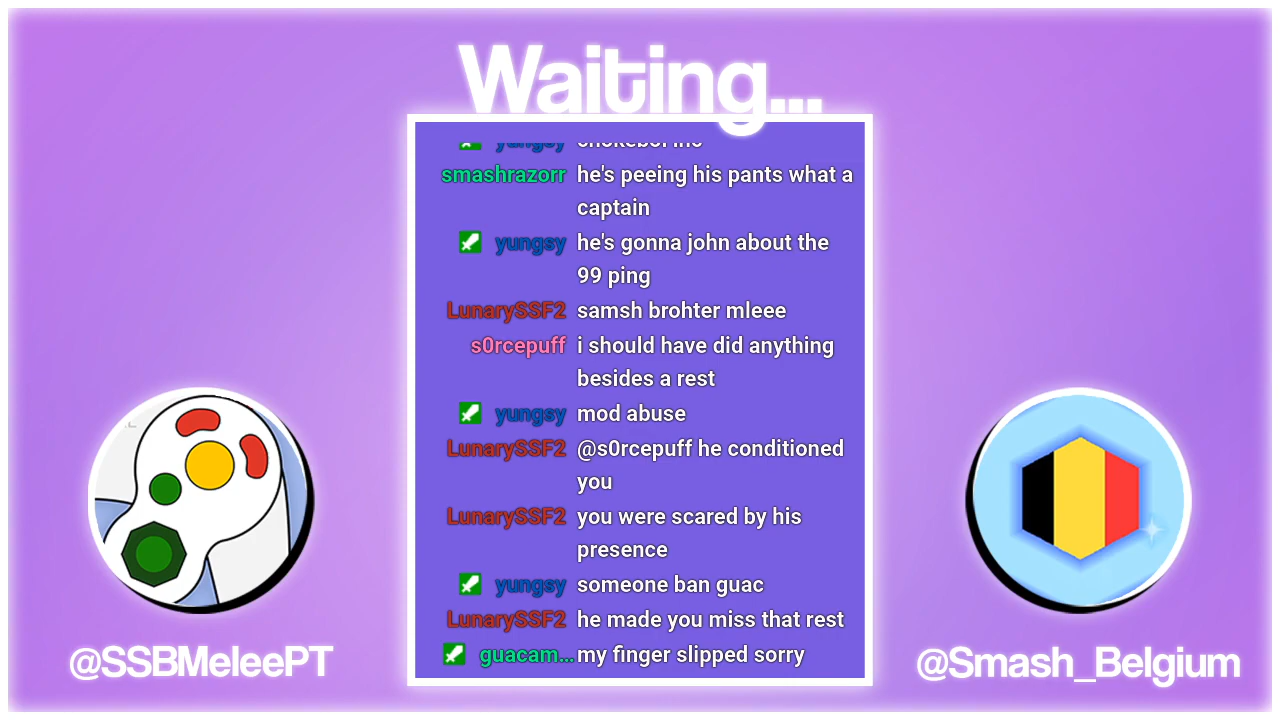 Waiting...
yungsy
smashrazorr he's peeing his pants what a
captain
yungsy he's gonna john about the
99 ping
LunarySSF2 samsh brohter mleee
s0rcepuff i should have did anything
besides a rest
yungsy mod abuse
LunarySSF2 @s0rcepuff he conditioned
you
LunarySSF2 you were scared by his
presence
yungsy someone ban guac
LunarySSF2 he made you miss that rest
guacam... my finger slipped sorry
@SSBMeleePT
@Smash_Belgium